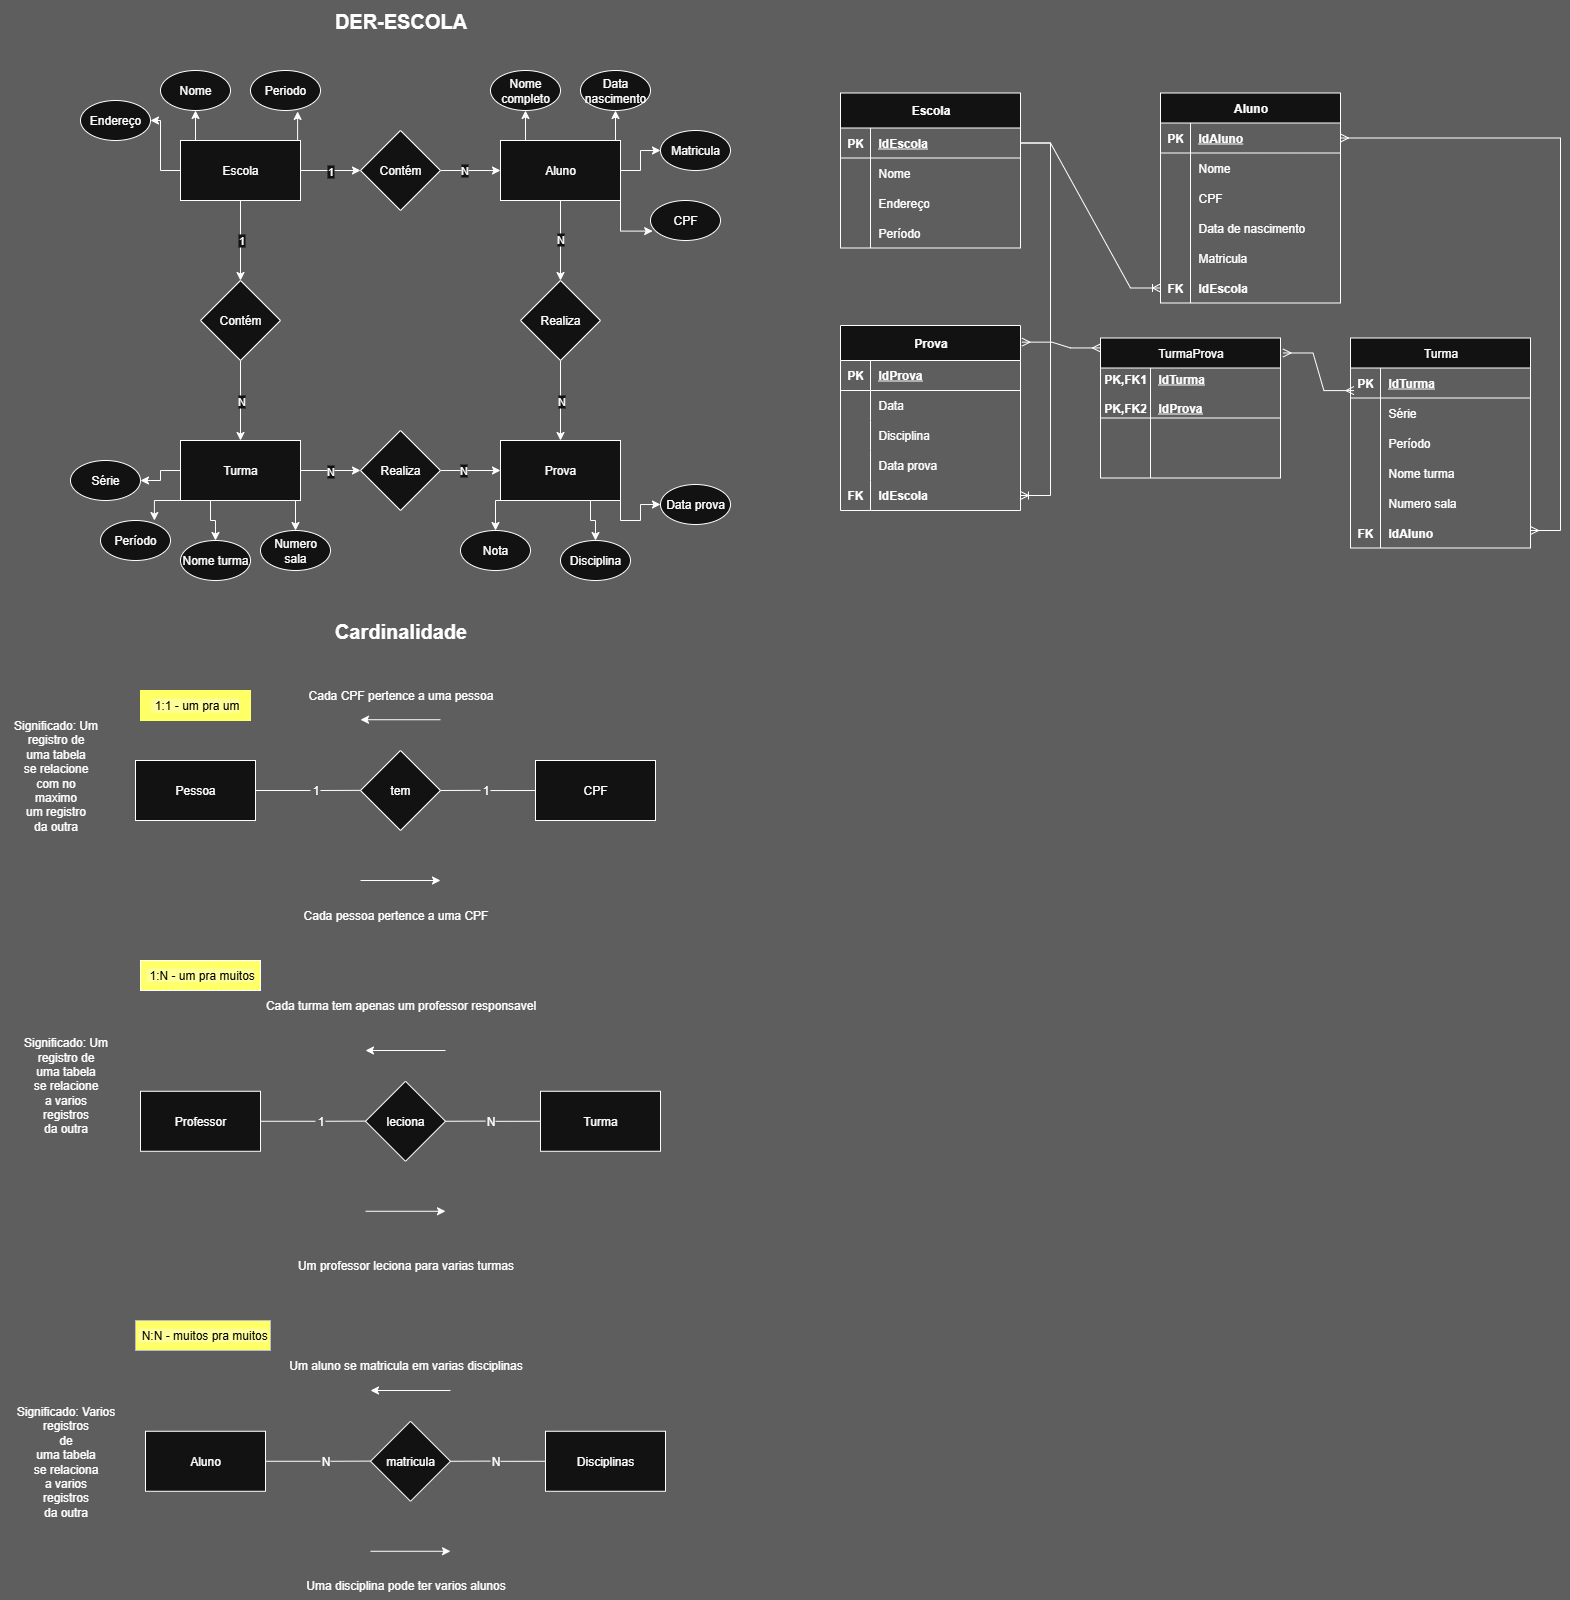 DER-ESCOLA
Nome
Periodo
Endereço
Escola
1
Contém
N
Nome
completo
Data
nascimento
Aluno
Matricula
CPF
1
N
Contém
Realiza
N
N
Série
Turma
N
Realiza
N
Prova
Data prova
Período
Nome turma
Numero
sala
Nota
Disciplina
Escola
PK IdEscola
Nome
Endereço
Período
Aluno
PK IdAluno
Nome
CPF
Data de nascimento
Matricula
FK IdEscola
Prova
PK IdProva
Data
Disciplina
Data prova
FK IdEscola
TurmaProva
PK,FK1 IdTurma
PK,FK2 IdProva
Turma
PK IdTurma
Série
Período
Nome turma
Numero sala
FK IdAluno
Cardinalidade
1:1 - um pra um
Cada CPF pertence a uma pessoa
Significado: Um
registro de
uma tabela
se relacione
com no
maximo
um registro
da outra
Pessoa
1
tem
1
CPF
Cada pessoa pertence a uma CPF
1:N - um pra muitos
Cada turma tem apenas um professor responsavel
Significado: Um
registro de
uma tabela
se relacione
a varios
registros
da outra
Professor
1
leciona
N
Turma
Um professor leciona para varias turmas
N:N - muitos pra muitos
Um aluno se matricula em varias disciplinas
Significado: Varios
registros
de
uma tabela
se relaciona
a varios
registros
da outra
Aluno
N
matricula
N
Disciplinas
Uma disciplina pode ter varios alunos